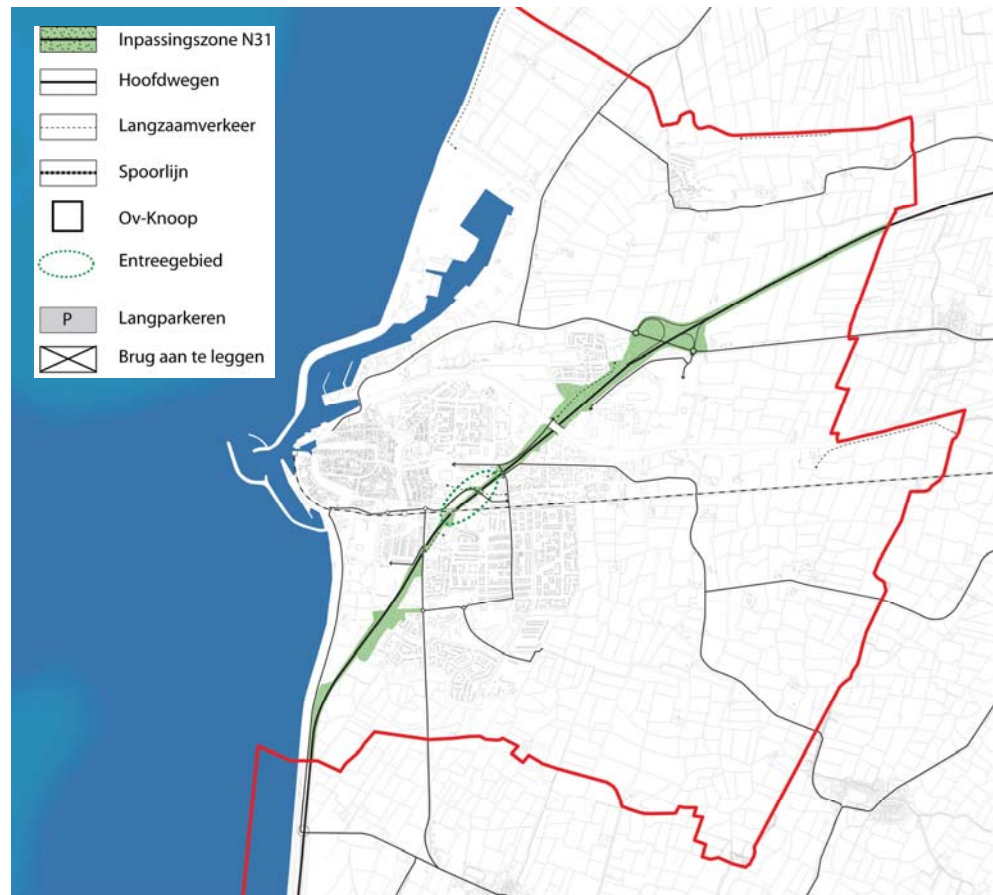 Inpassingszone N31
Hoofdwegen
Langzaamverkeer
Spoorlijn
Ov-Knoop
Entreegebied
P Langparkeren
Brug aan te leggen